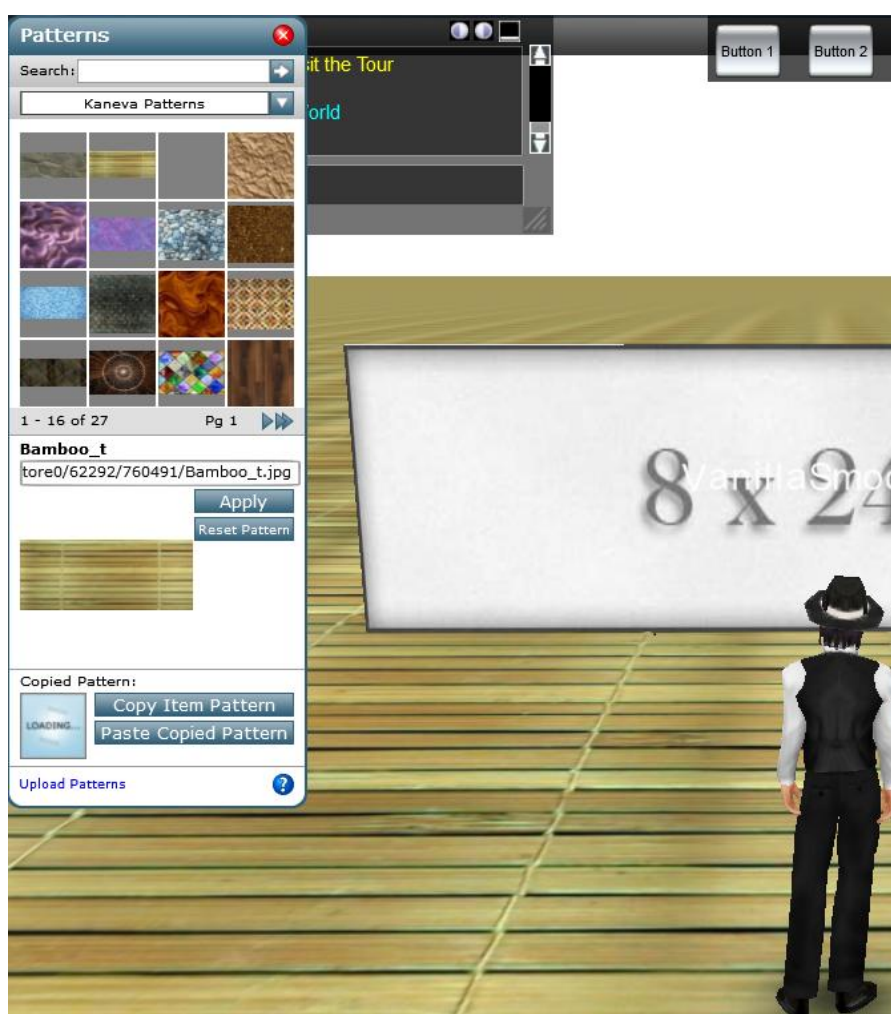 Patterns
Search:
Kaneva Patterns
1 - 16 of 27 Pg 1
Bamboo_t
tore0/62292/760491/Bamboo_t.jpg
Apply
Reset Pattern
Copied Pattern:
LOADING...
Copy Item Pattern
Paste Copied Pattern
Upload Patterns
?
sit the Tour
orld
Button 1 Button 2
8 x 24
VanillaSmoo